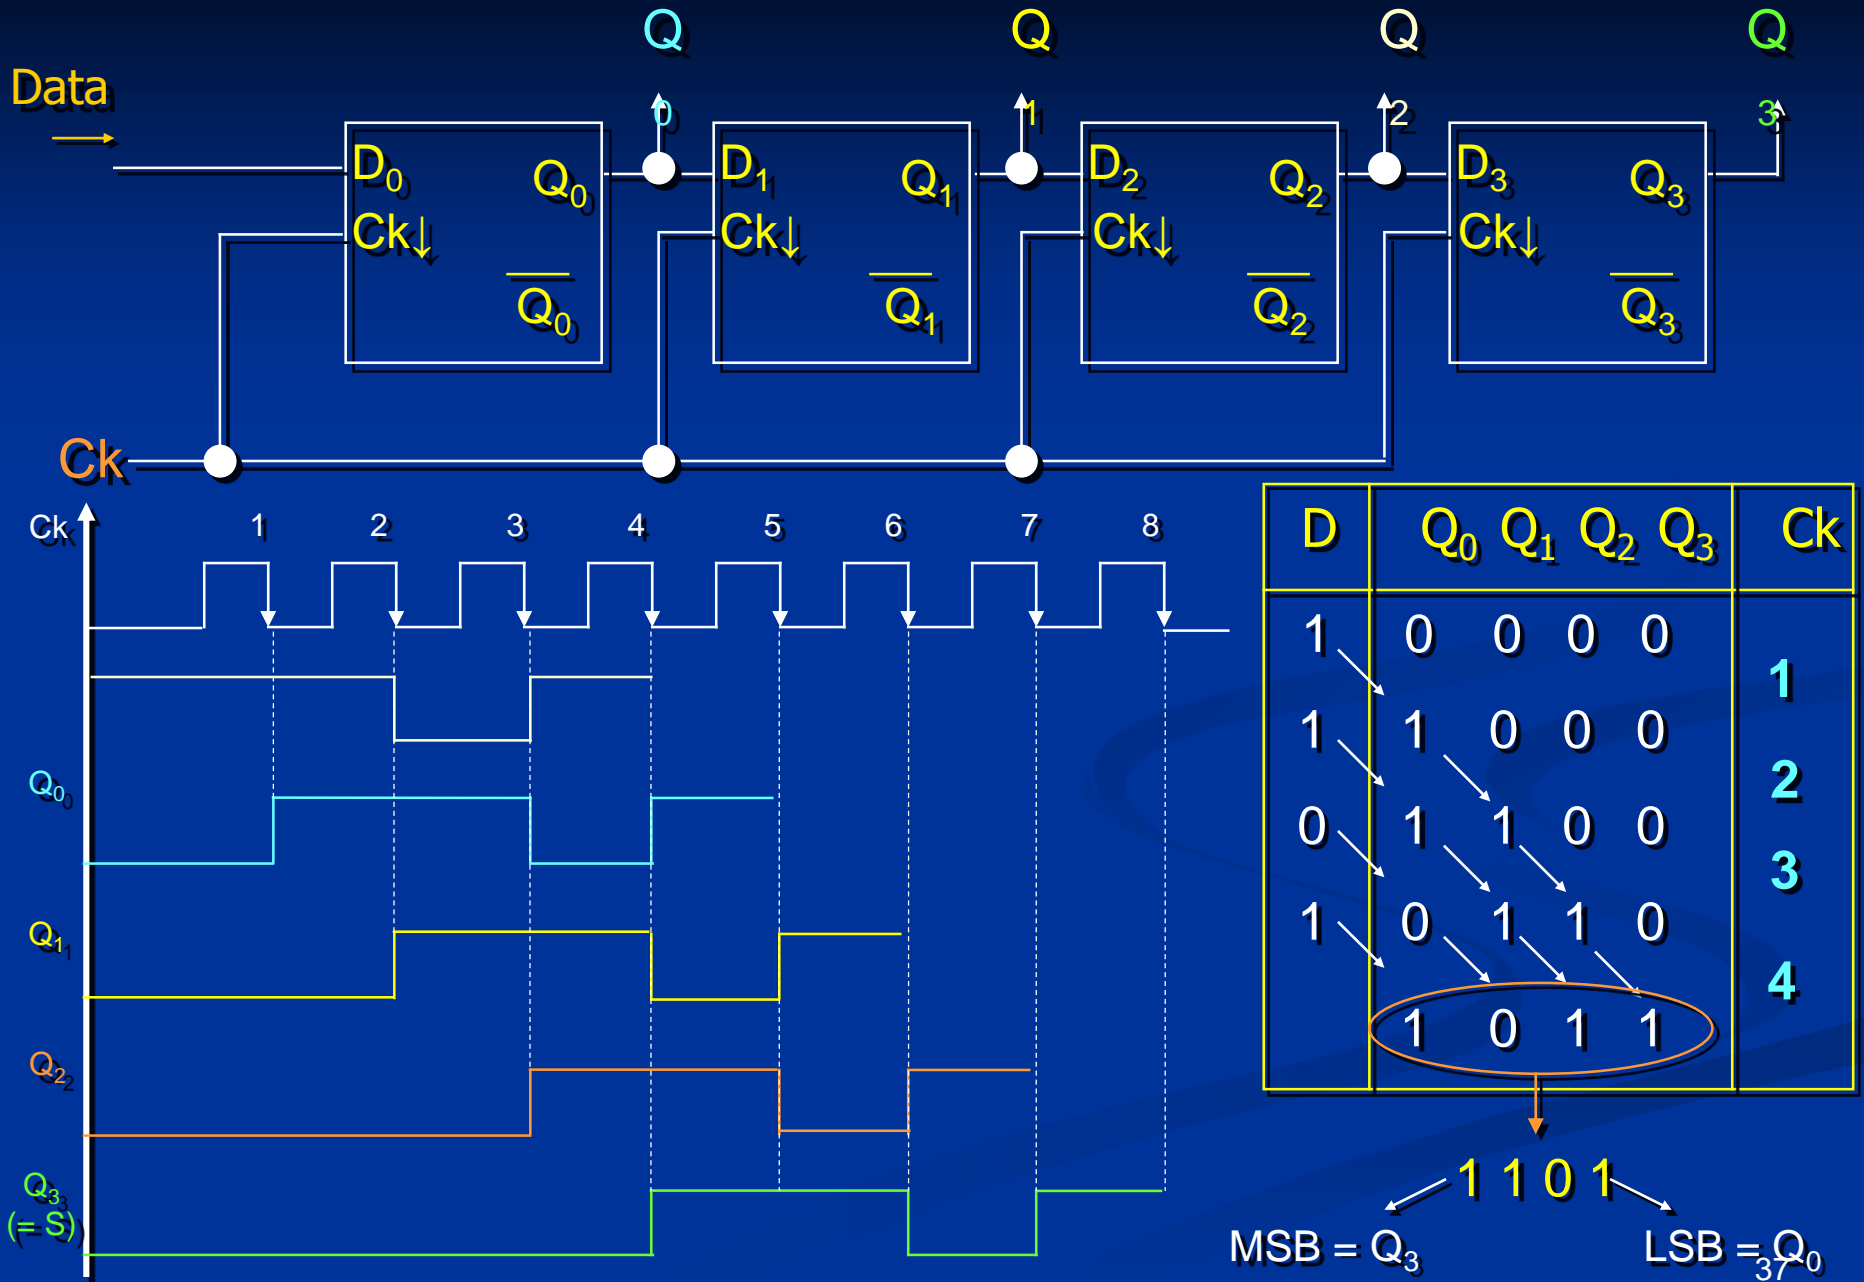 Q0 Q1 Q2 Q3
Data
D0 Q0 D1 Q1 D2 Q2 D3 Q3
Ck↓ Ck↓ Ck↓ Ck↓
Q̅0 Q̅1 Q̅2 Q̅3
Ck
Ck 1 2 3 4 5 6 7 8
Q0
Q1
Q2
Q3
(= S)
D Q0 Q1 Q2 Q3 Ck
1 0 0 0 0
1
1 1 0 0 0
2
0 1 1 0 0
3
1 0 1 1 0
4
1 0 1 1
1 1 0 1
MSB = Q3 LSB = Q0
37